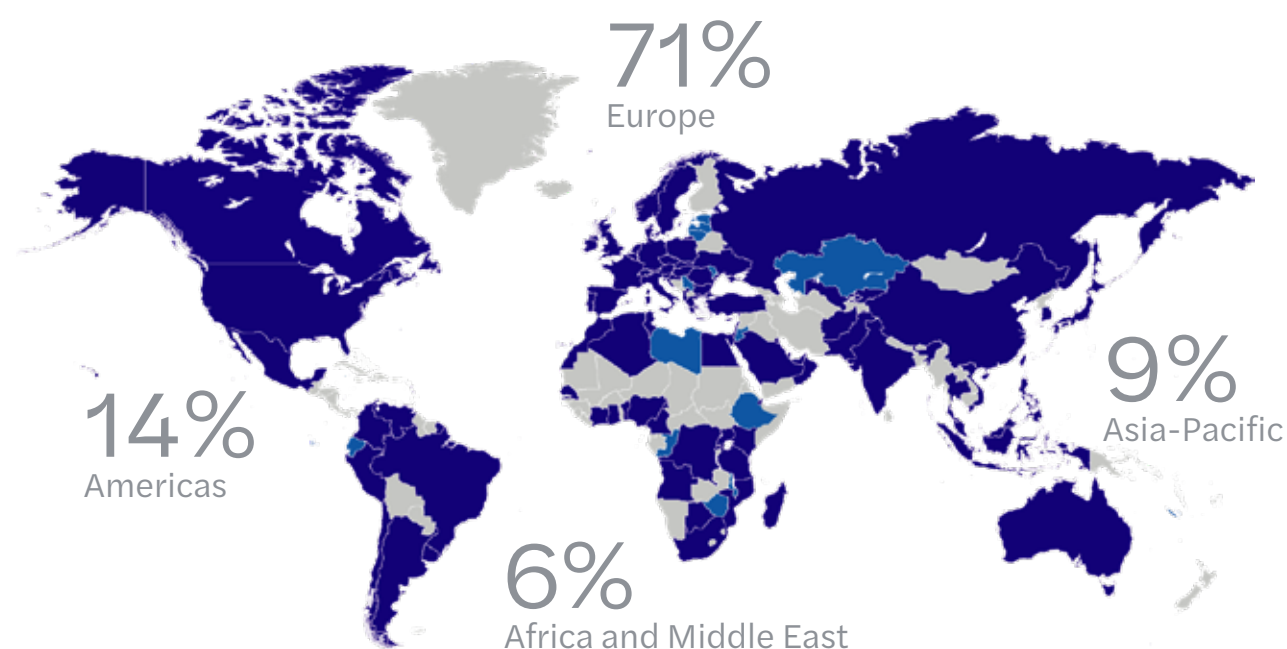 71%
Europe
9%
Asia-Pacific
14%
Americas
6%
Africa and Middle East